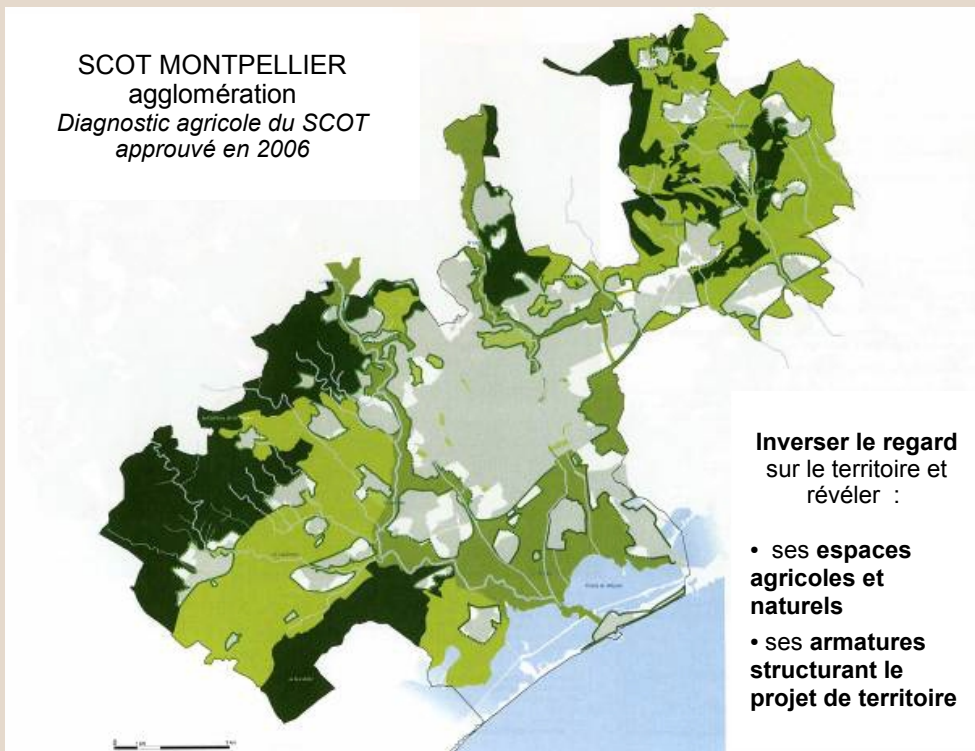 SCOT MONTPELLIER
agglomération
Diagnostic agricole du SCOT
approuvé en 2006
Inverser le regard
sur le territoire et
révéler :
• ses espaces
agricoles et
naturels
• ses armatures
structurant le
projet de territoire